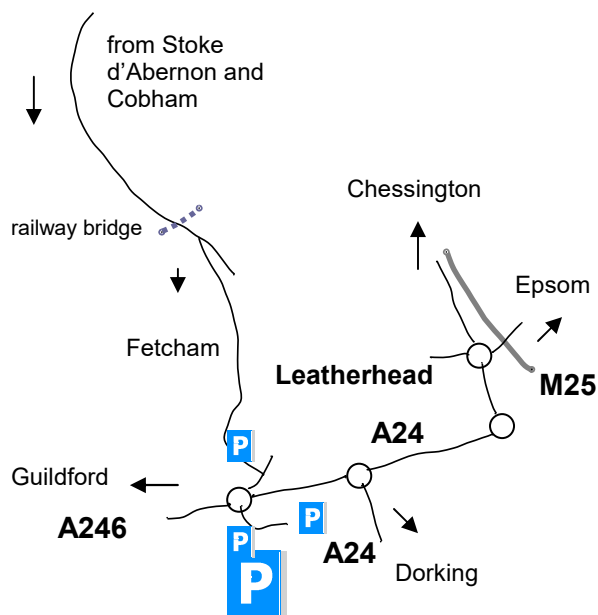 from Stoke
d'Abernon and
Cobham
Chessington
railway bridge
Epsom
Fetcham
Leatherhead
M25
A24
P
Guildford
P
A246
P
A24
P
Dorking